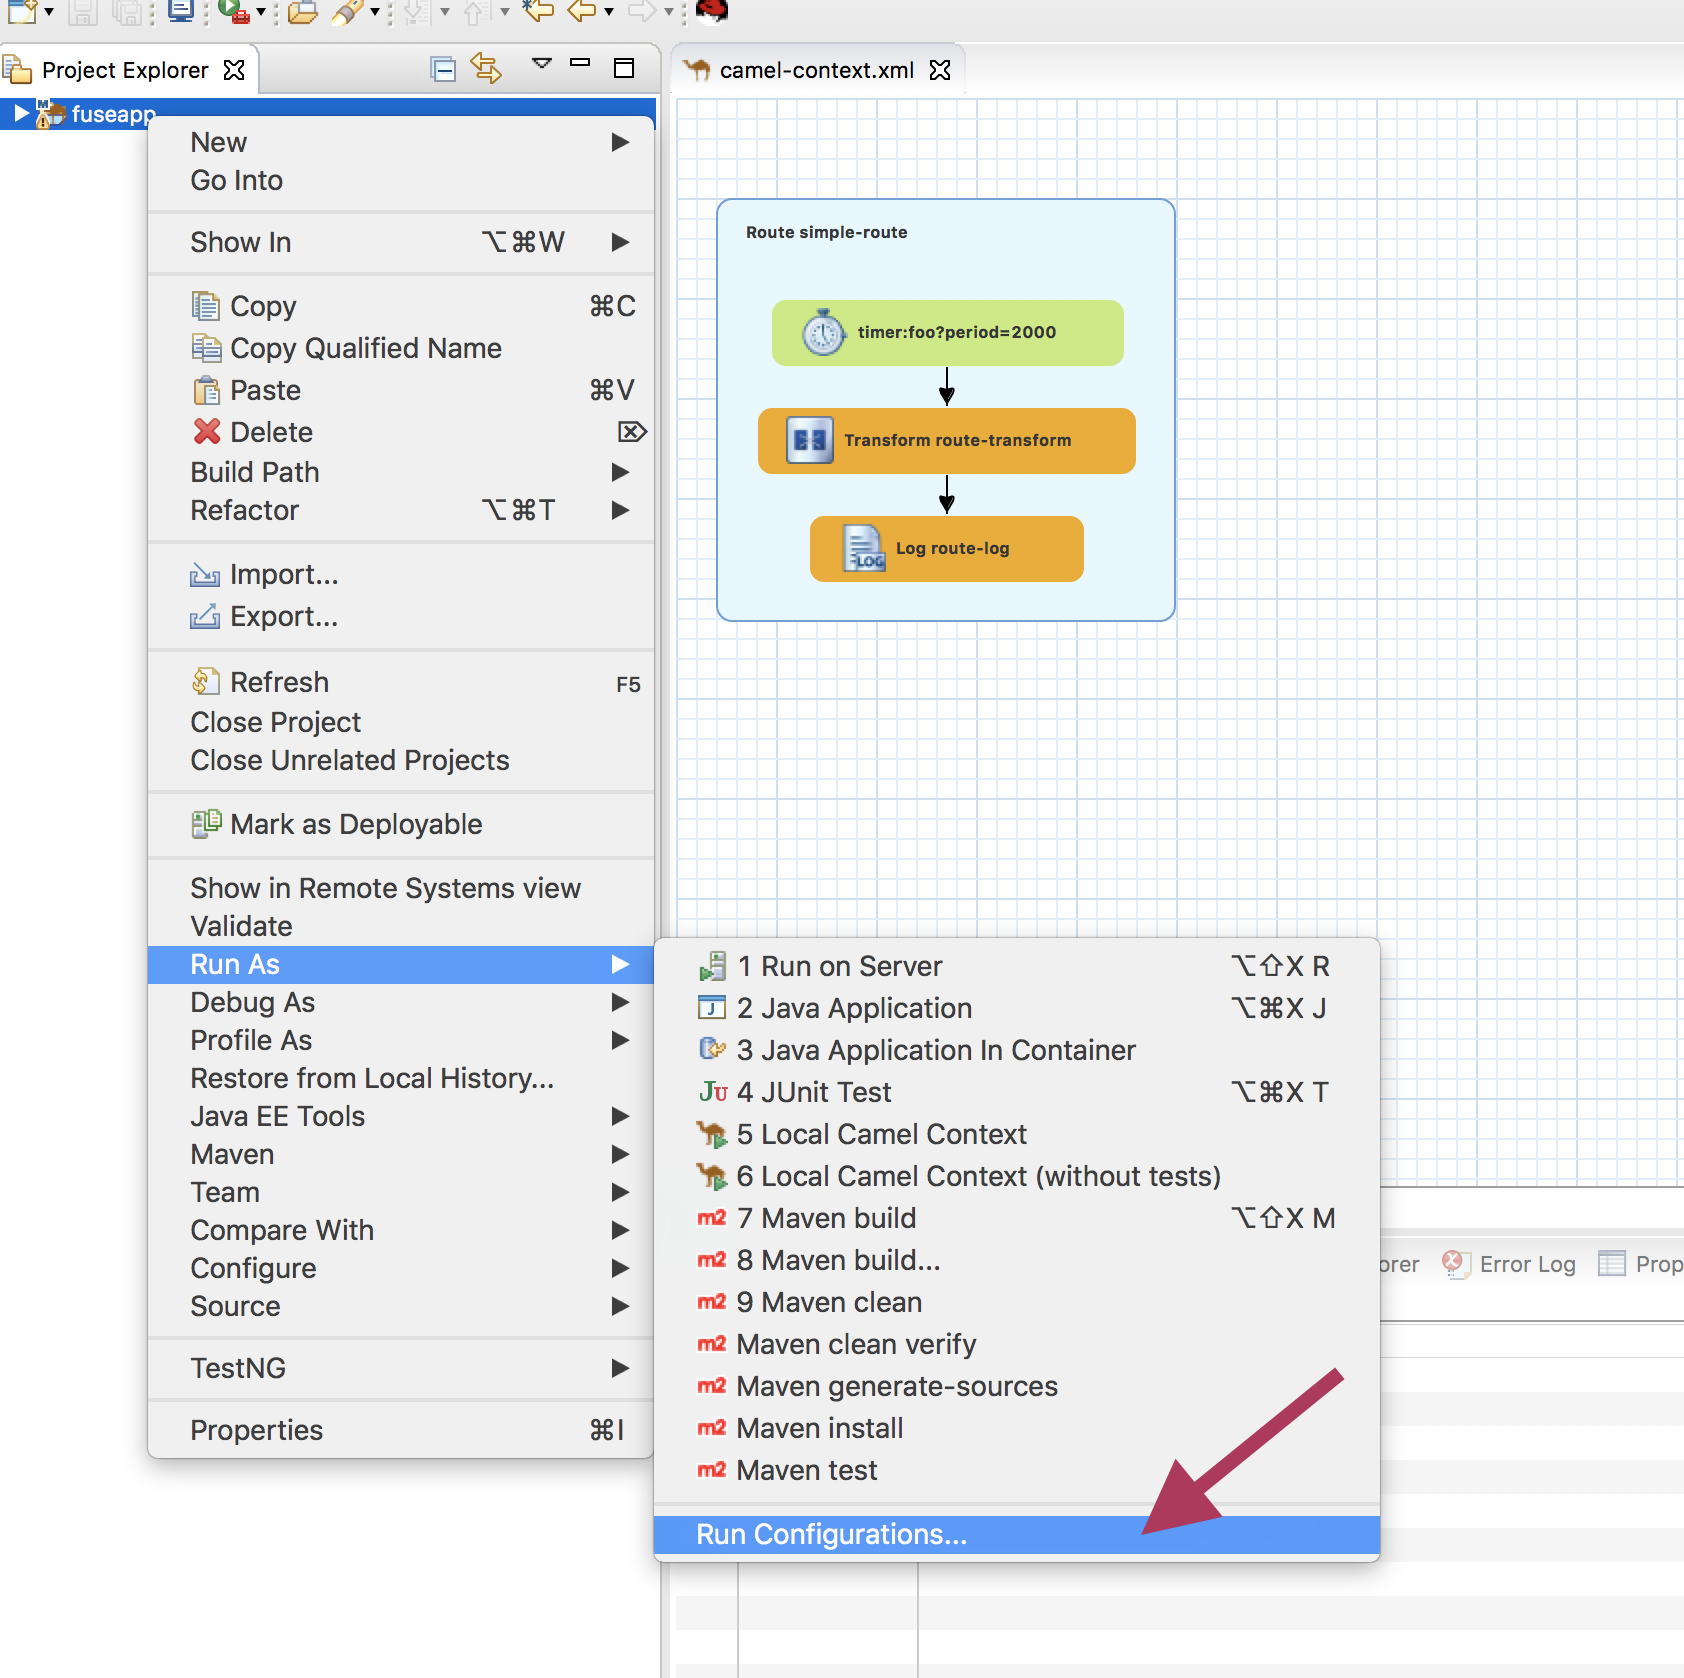 Project Explorer
camel-context.xml
fuseapp
New
Go Into
Show In ⌥⌘W
Copy ⌘C
Copy Qualified Name
Paste ⌘V
Delete ⌦
Build Path
Refactor ⌥⌘T
Import...
Export...
Refresh F5
Close Project
Close Unrelated Projects
Mark as Deployable
Show in Remote Systems view
Validate
Run As
Debug As
Profile As
Restore from Local History...
Java EE Tools
Maven
Team
Compare With
Configure
Source
TestNG
Properties ⌘I
Route simple-route
timer:foo?period=2000
Transform route-transform
LOG
Log route-log
1 Run on Server ⌥⇧X R
J 2 Java Application ⌥⌘X J
3 Java Application In Container
JU 4 JUnit Test ⌥⌘X T
5 Local Camel Context
6 Local Camel Context (without tests)
m2 7 Maven build ⌥⇧X M
m2 8 Maven build...
m2 9 Maven clean
m2 Maven clean verify
m2 Maven generate-sources
m2 Maven install
m2 Maven test
Run Configurations...
orer
Error Log
Prop